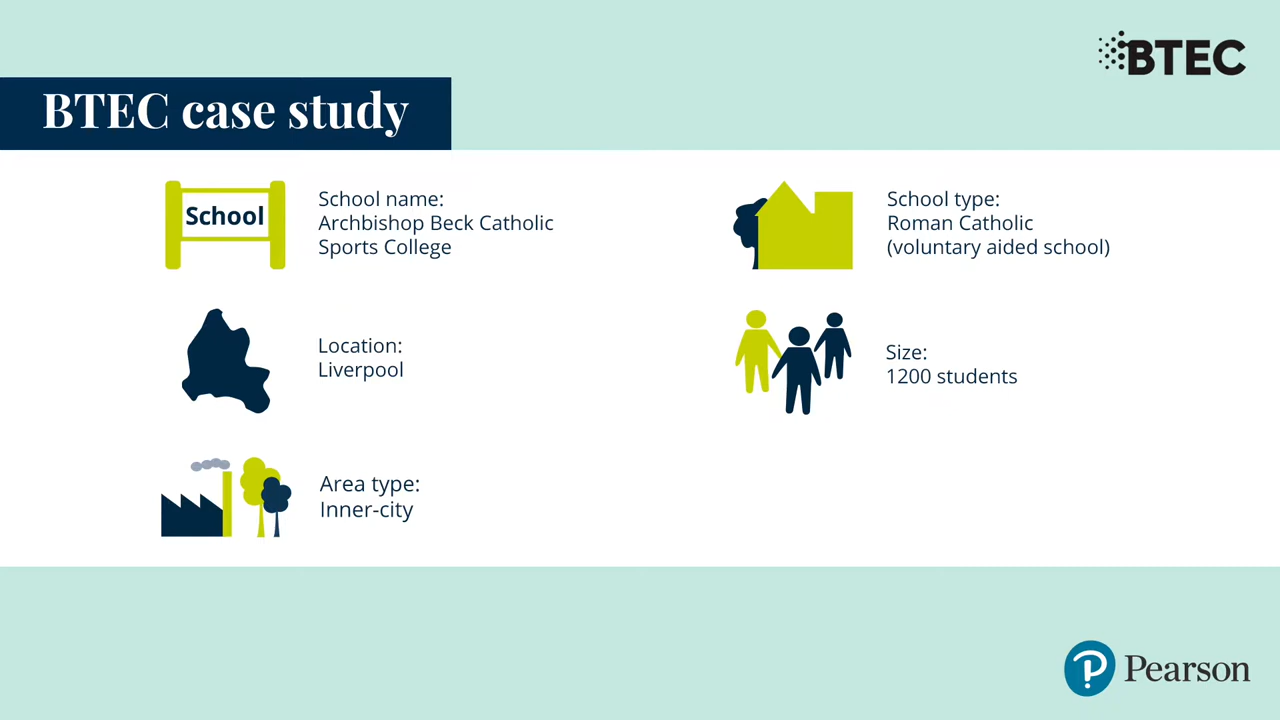 BTEC
BTEC case study
School
School name:
Archbishop Beck Catholic
Sports College
School type:
Roman Catholic
(voluntary aided school)
Location:
Liverpool
Size:
1200 students
Area type:
Inner-city
Pearson